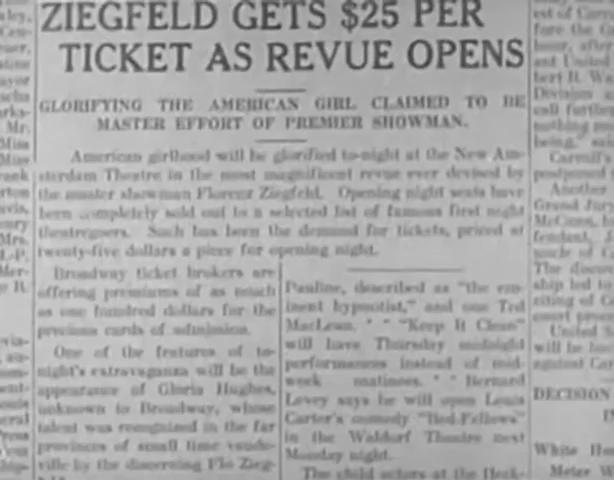 ZIEGFELD GETS $25 PER
TICKET AS REVUE OPENS
GLORIFYING THE AMERICAN GIRL CLAIMED TO BE
MASTER EFFORT OF PREMIER SHOWMAN.
American girlhood will be glorified to-night at the New Am-
sterdam Theatre in the most magnificent revue ever devised by
the master showman Florenz Ziegfeld. Opening night seats have
been completely sold out to a selected list of famous first night
theatregoers. Such has been the demand for tickets, priced at
twenty-five dollars a piece for opening night.
Broadway ticket brokers are
offering premiums of as much
as one hundred dollars for the
precious cards of admission.
One of the features of to-
night's extravaganza will be the
appearance of Gloria Hughes,
unknown to Broadway, whose
talent was recognized in the far
provinces of small time vaude-
ville by the discerning Flo Zieg-
Pauline, described as "the em-
inent hypnotist," and one Ted
MacLean. * * "Keep It Clean"
will have Thursday midnight
performances instead of mid-
week matinees. * * Bernard
Levey says he will open Louis
Carter's comedy "Bed-Fellows"
in the Waldorf Theatre next
Monday night.
The child actors at the Heck-
DECISION
White
Meter W